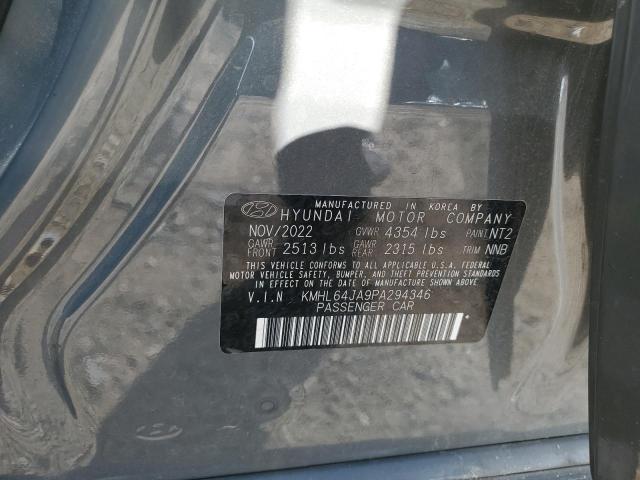 MANUFACTURED IN KOREA BY
HYUNDAI MOTOR COMPANY
NOV/2022 GVWR 4354 lbs PAINT NT2
GAWR FRONT 2513 lbs GAWR REAR 2315 lbs TRIM NNB
THIS VEHICLE CONFORMS TO ALL APPLICABLE U.S.A. FEDERAL
MOTOR VEHICLE SAFETY, BUMPER, AND THEFT PREVENTION STANDARDS
IN EFFECT ON THE DATE OF MANUFACTURE SHOWN ABOVE.
V.I.N KMHL64JA9PA294346
PASSENGER CAR